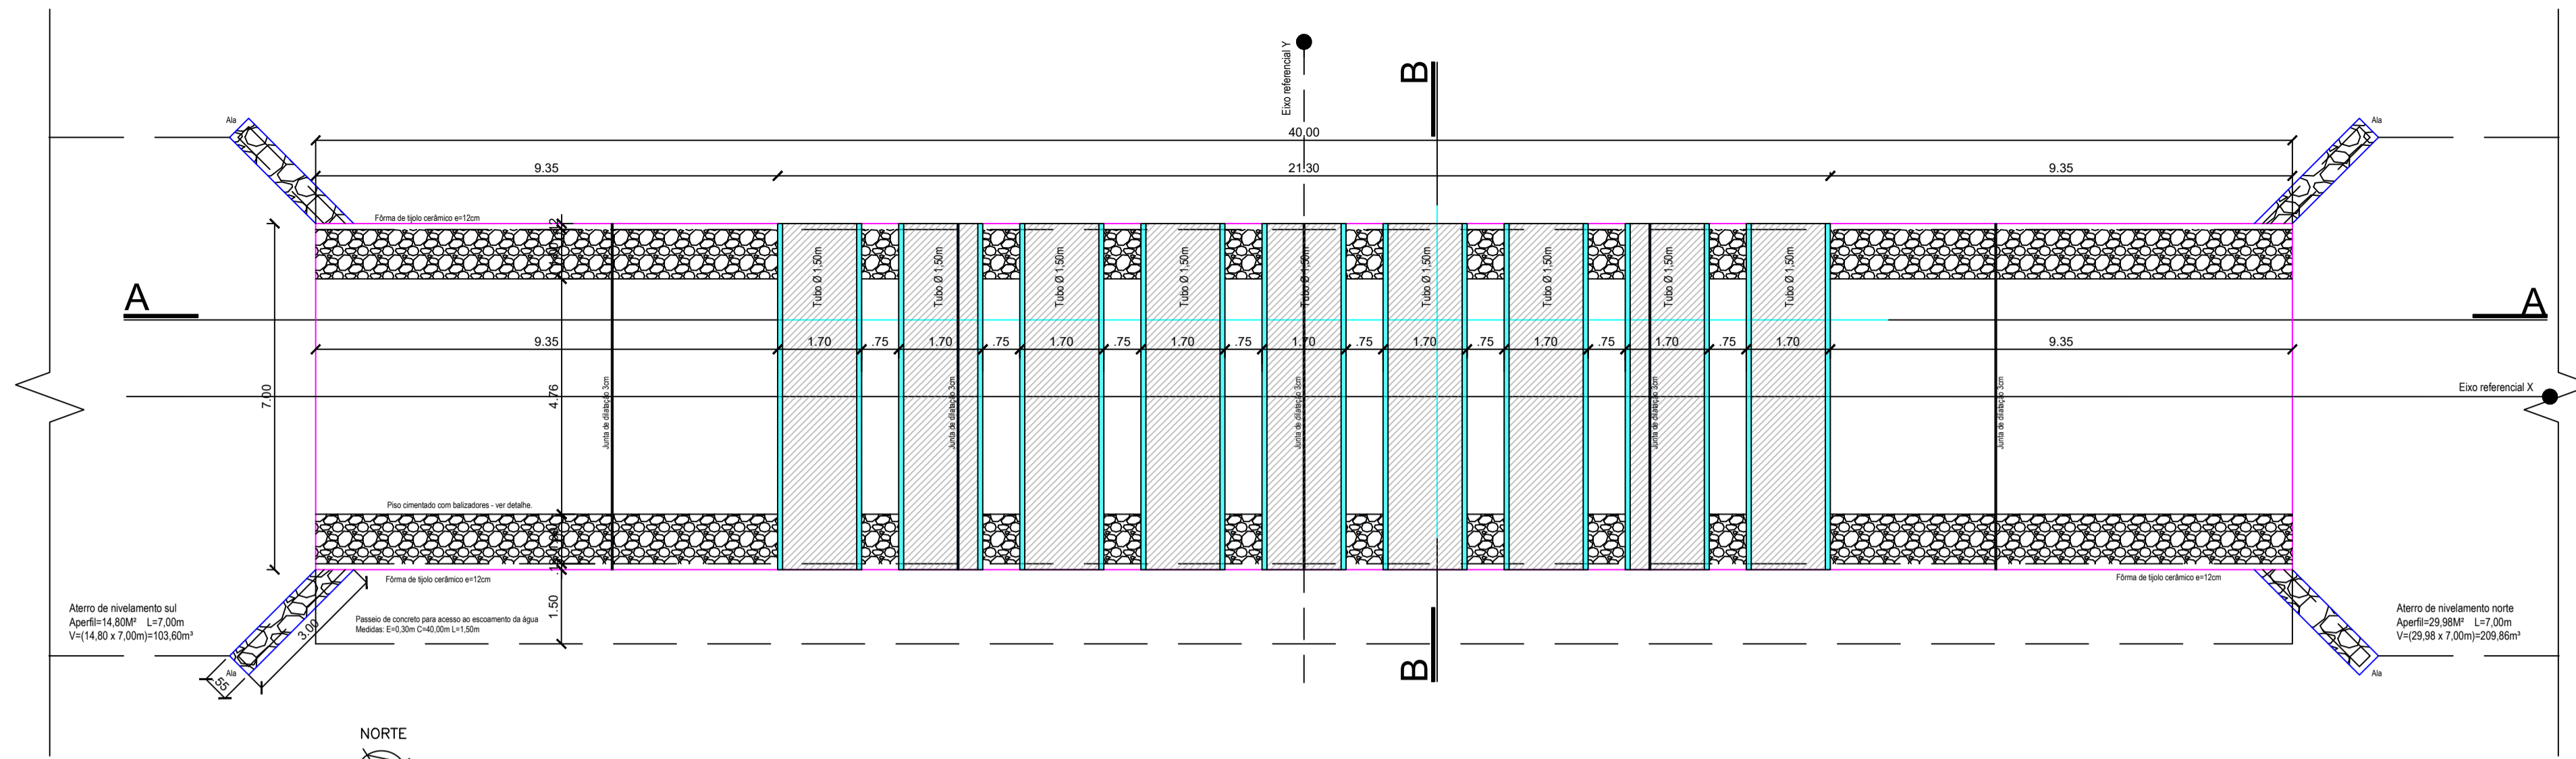 Eixo referencial Y
B
Ala
Ala
40.00
9.35
21.30
9.35
Fôrma de tijolo cerâmico e=12cm
.12
Tubo Ø 1,50m
Tubo Ø 1,50m
Tubo Ø 1,50m
Tubo Ø 1,50m
Tubo Ø 1,50m
Tubo Ø 1,50m
Tubo Ø 1,50m
Tubo Ø 1,50m
Tubo Ø 1,50m
A
A
9.35
1.70
.75
1.70
.75
1.70
.75
1.70
.75
1.70
.75
1.70
.75
1.70
.75
1.70
.75
1.70
9.35
7.00
4.76
Junta de dilatação 3cm
Junta de dilatação 3cm
Junta de dilatação 3cm
Junta de dilatação 3cm
Junta de dilatação 3cm
Eixo referencial X
Piso cimentado com balizadores - ver detalhe.
Fôrma de tijolo cerâmico e=12cm
Fôrma de tijolo cerâmico e=12cm
1.50
Passeio de concreto para acesso ao escoamento da água
Medidas: E=0,30m C=40,00m L=1,50m
Aterro de nivelamento sul
Aperfil=14,80M² L=7,00m
V=(14,80 x 7,00m)=103,60m³
Aterro de nivelamento norte
Aperfil=29,98M² L=7,00m
V=(29,98 x 7,00m)=209,86m³
3.00
.55
Ala
Ala
B
NORTE